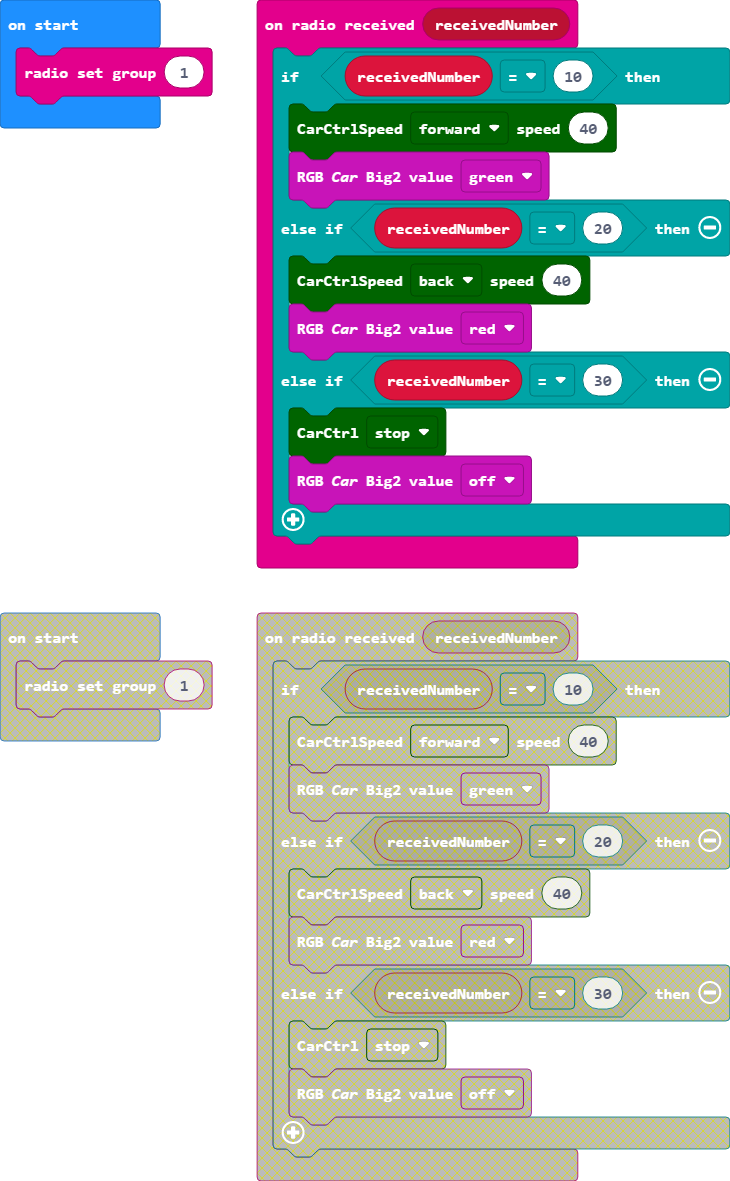 on start
radio set group 1
on radio received receivedNumber
if receivedNumber = 10 then
CarCtrlSpeed forward speed 40
RGB Car Big2 value green
else if receivedNumber = 20 then
CarCtrlSpeed back speed 40
RGB Car Big2 value red
else if receivedNumber = 30 then
CarCtrl stop
RGB Car Big2 value off
on start
radio set group 1
on radio received receivedNumber
if receivedNumber = 10 then
CarCtrlSpeed forward speed 40
RGB Car Big2 value green
else if receivedNumber = 20 then
CarCtrlSpeed back speed 40
RGB Car Big2 value red
else if receivedNumber = 30 then
CarCtrl stop
RGB Car Big2 value off